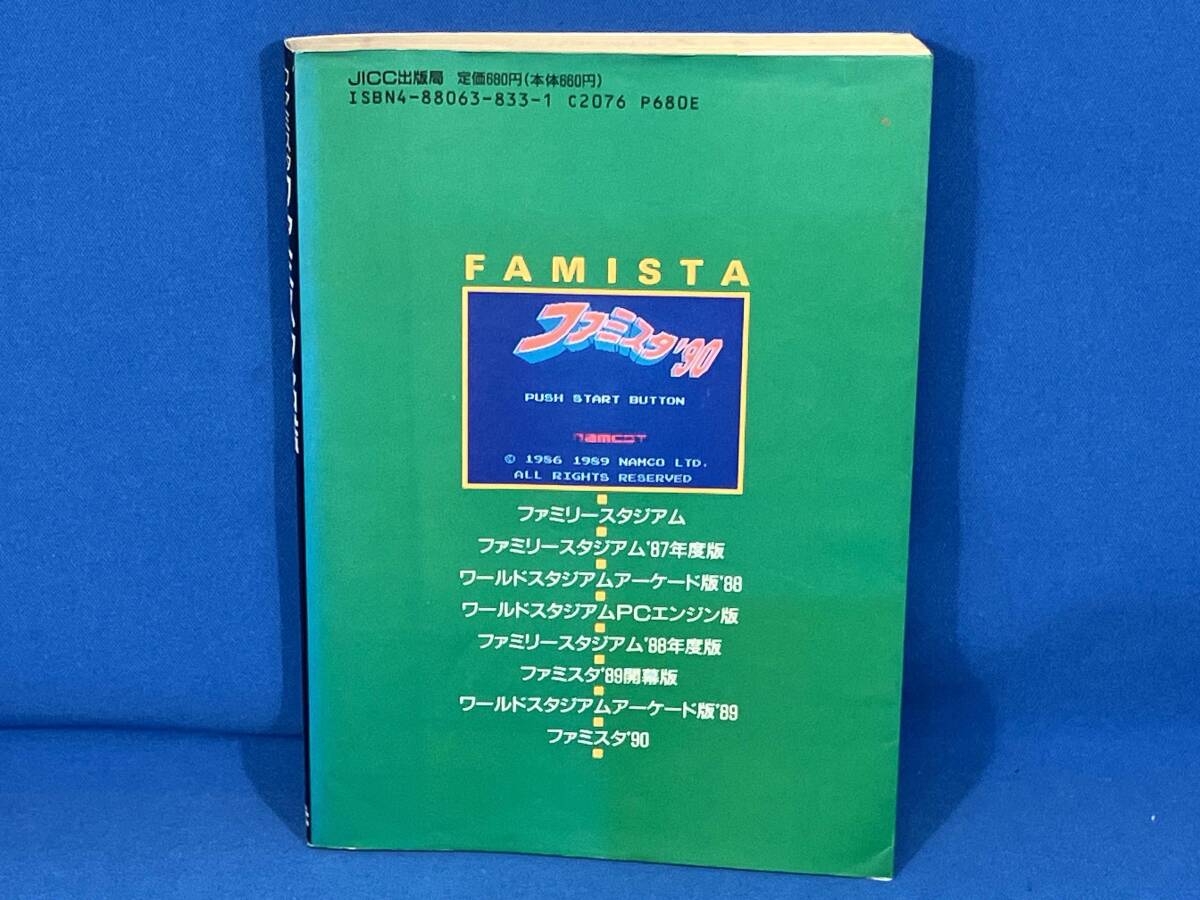 JICC出版局 定価680円(本体660円)
ISBN4-88063-833-1 C2076 P680E
FAMISTA
ファミスタ'90
PUSH START BUTTON
namcot
© 1986 1989 NAMCO LTD.
ALL RIGHTS RESERVED
ファミリースタジアム
ファミリースタジアム'87年度版
ワールドスタジアムアーケード版'88
ワールドスタジアムPCエンジン版
ファミリースタジアム'88年度版
ファミスタ'89開幕版
ワールドスタジアムアーケード版'89
ファミスタ'90